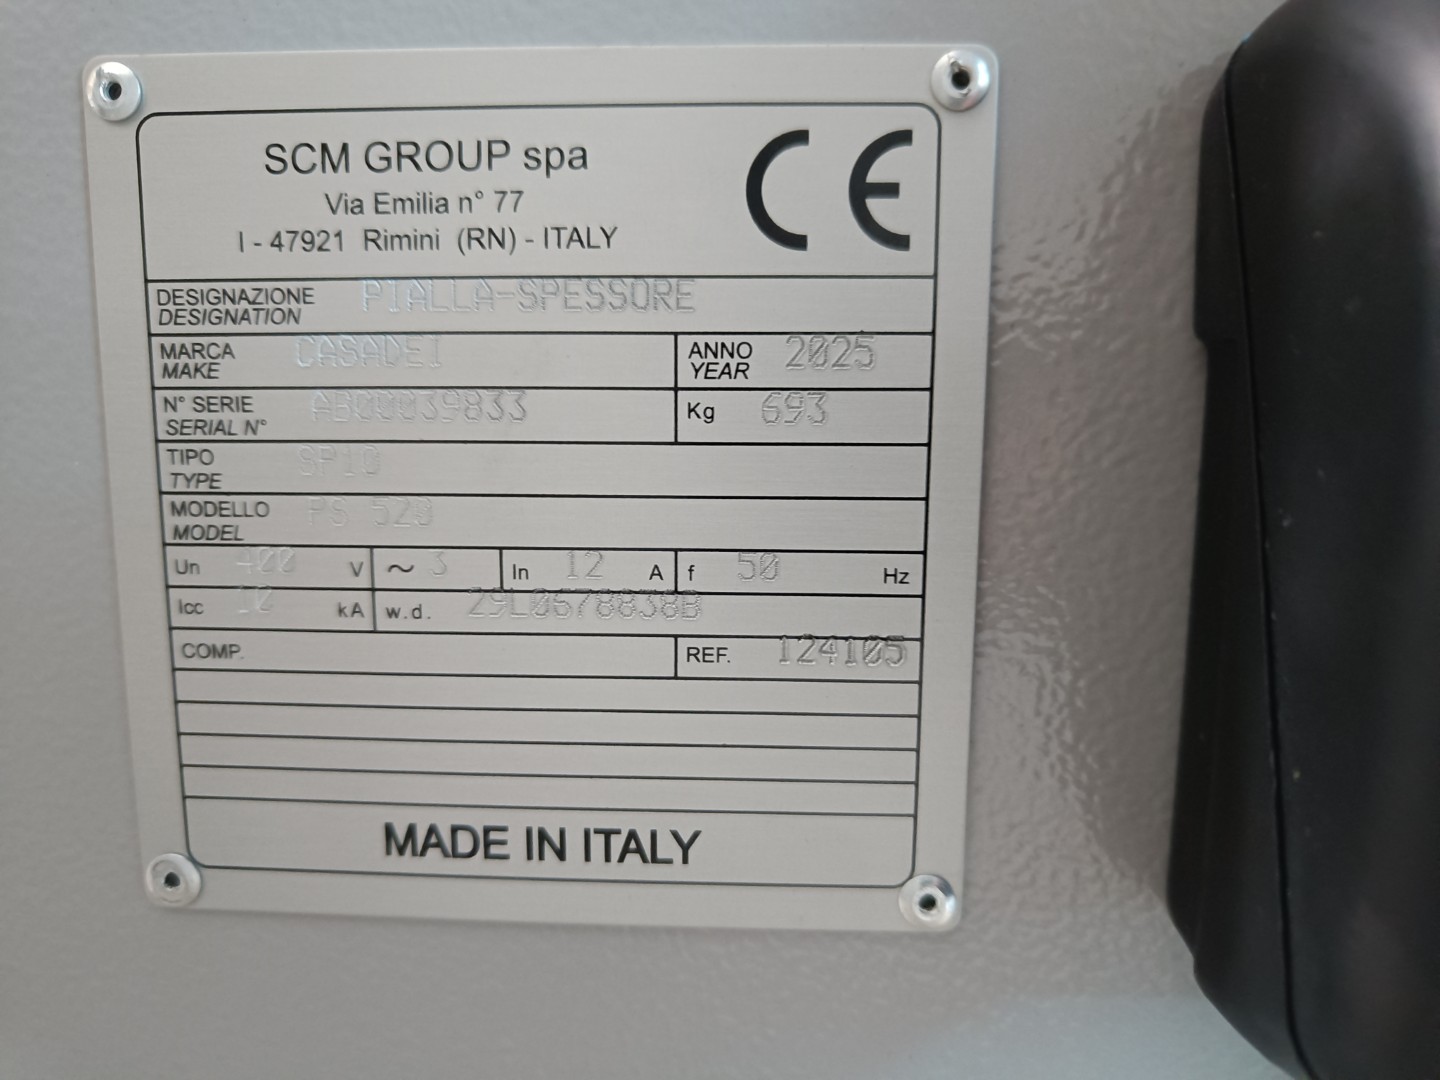 SCM GROUP spa
Via Emilia n° 77
I - 47921 Rimini (RN) - ITALY
CE
DESIGNAZIONE PIALLA-SPESSORE
DESIGNATION
MARCA CASADEI
MAKE
ANNO 2025
YEAR
N° SERIE AB00039833
SERIAL N°
Kg 693
TIPO SP10
TYPE
MODELLO PS 520
MODEL
Un 400 V ~ 3 In 12 A f 50 Hz
Icc 10 kA w.d. 29L0678838B
COMP. REF. 124105
MADE IN ITALY